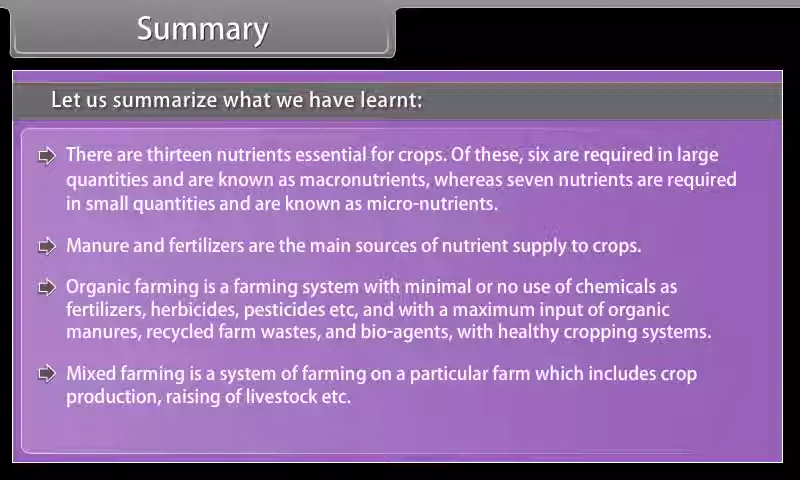 Summary
Let us summarize what we have learnt:
There are thirteen nutrients essential for crops. Of these, six are required in large
quantities and are known as macronutrients, whereas seven nutrients are required
in small quantities and are known as micro-nutrients.
Manure and fertilizers are the main sources of nutrient supply to crops.
Organic farming is a farming system with minimal or no use of chemicals as
fertilizers, herbicides, pesticides etc, and with a maximum input of organic
manures, recycled farm wastes, and bio-agents, with healthy cropping systems.
Mixed farming is a system of farming on a particular farm which includes crop
production, raising of livestock etc.